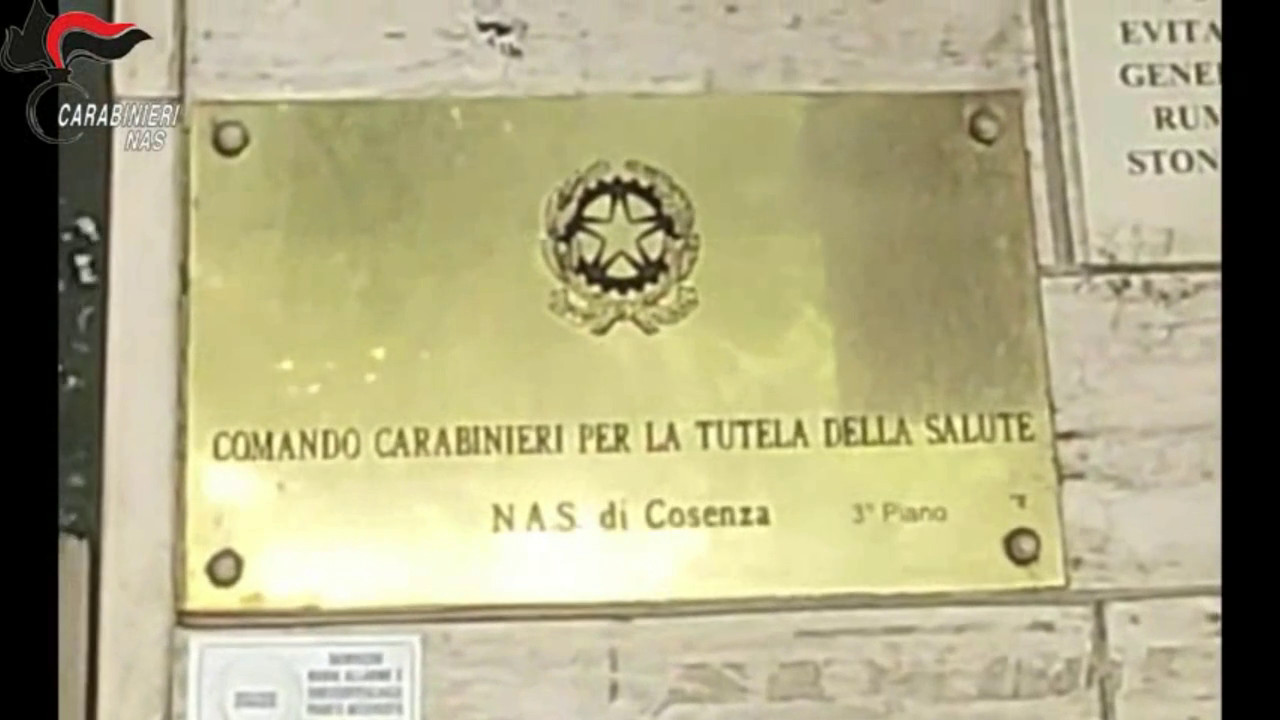 CARABINIERI
NAS
EVITA
GENE
RUM
STON
COMANDO CARABINIERI PER LA TUTELA DELLA SALUTE
N A S. di Cosenza 3° Piano